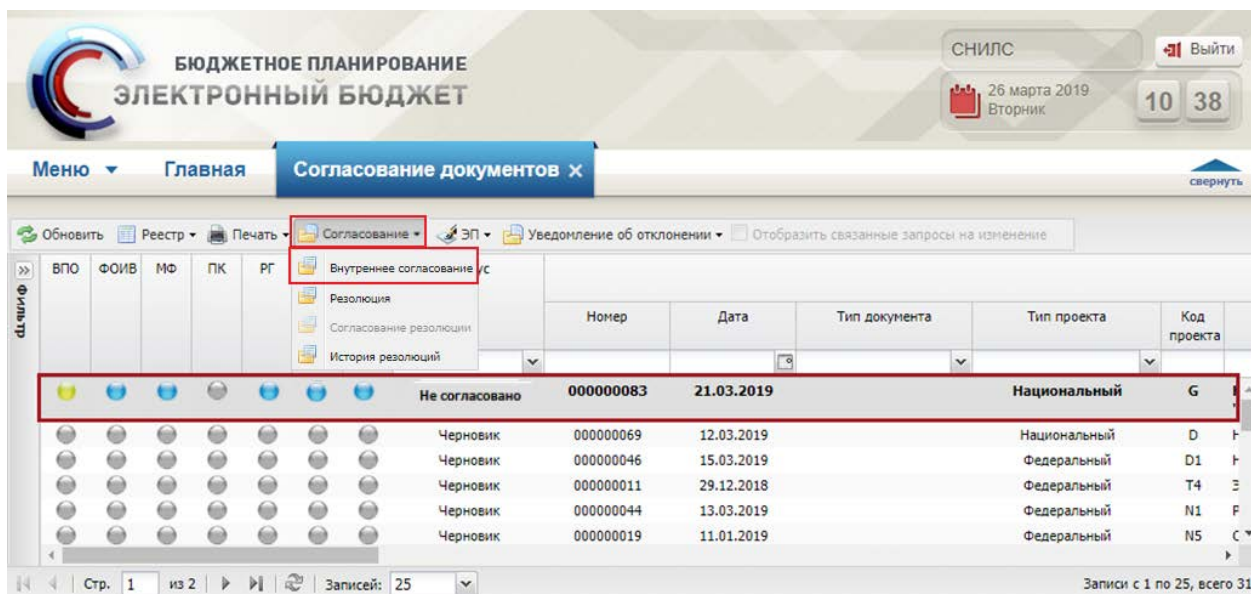 БЮДЖЕТНОЕ ПЛАНИРОВАНИЕ
ЭЛЕКТРОННЫЙ БЮДЖЕТ
СНИЛС
Выйти
26 марта 2019
Вторник
10 38
Меню Главная Согласование документов ×
свернуть
Обновить Реестр Печать Согласование ЭП Уведомление об отклонении Отобразить связанные запросы на изменение
Внутреннее согласование
Резолюция
Согласование резолюции
История резолюций
Фильтр
ВПО ФОИВ МФ ПК РГ ус
Номер Дата Тип документа Тип проекта Код проекта
Не согласовано 000000083 21.03.2019 Национальный G
Черновик 000000069 12.03.2019 Национальный D Н
Черновик 000000046 15.03.2019 Федеральный D1
Черновик 000000011 29.12.2018 Федеральный T4 Э
Черновик 000000044 13.03.2019 Федеральный N1 Р
Черновик 000000019 11.01.2019 Федеральный N5 С
Стр. 1 из 2 Записей: 25 Записи с 1 по 25, всего 31